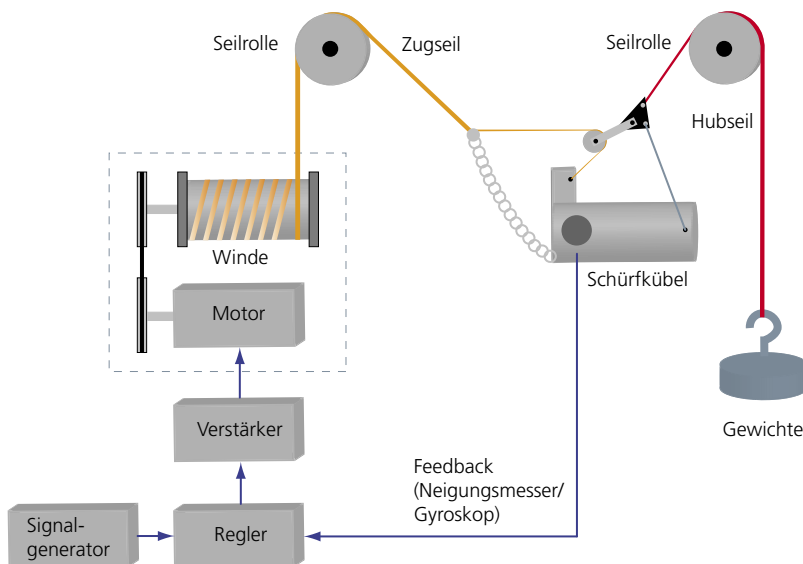 Seilrolle
Zugseil
Seilrolle
Hubseil
Winde
Schürfkübel
Motor
Gewichte
Verstärker
Feedback
(Neigungsmesser/
Gyroskop)
Signal-
generator
Regler